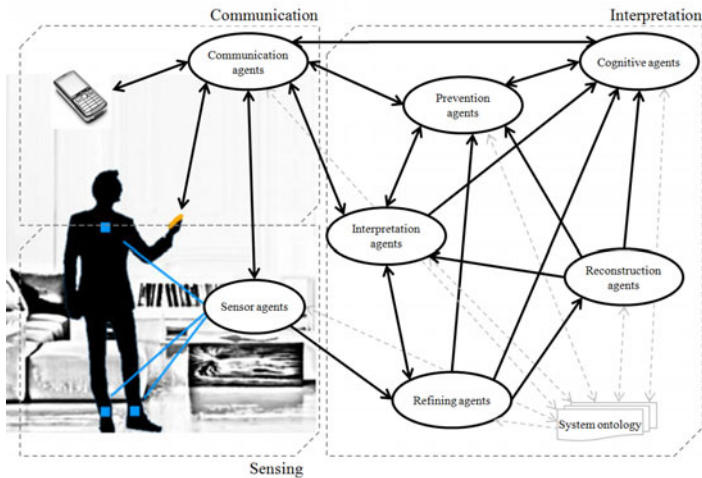 Communication
Interpretation
Communication
agents
Cognitive agents
Prevention
agents
Interpretation
agents
Reconstruction
agents
Sensor agents
Refining agents
System ontology
Sensing